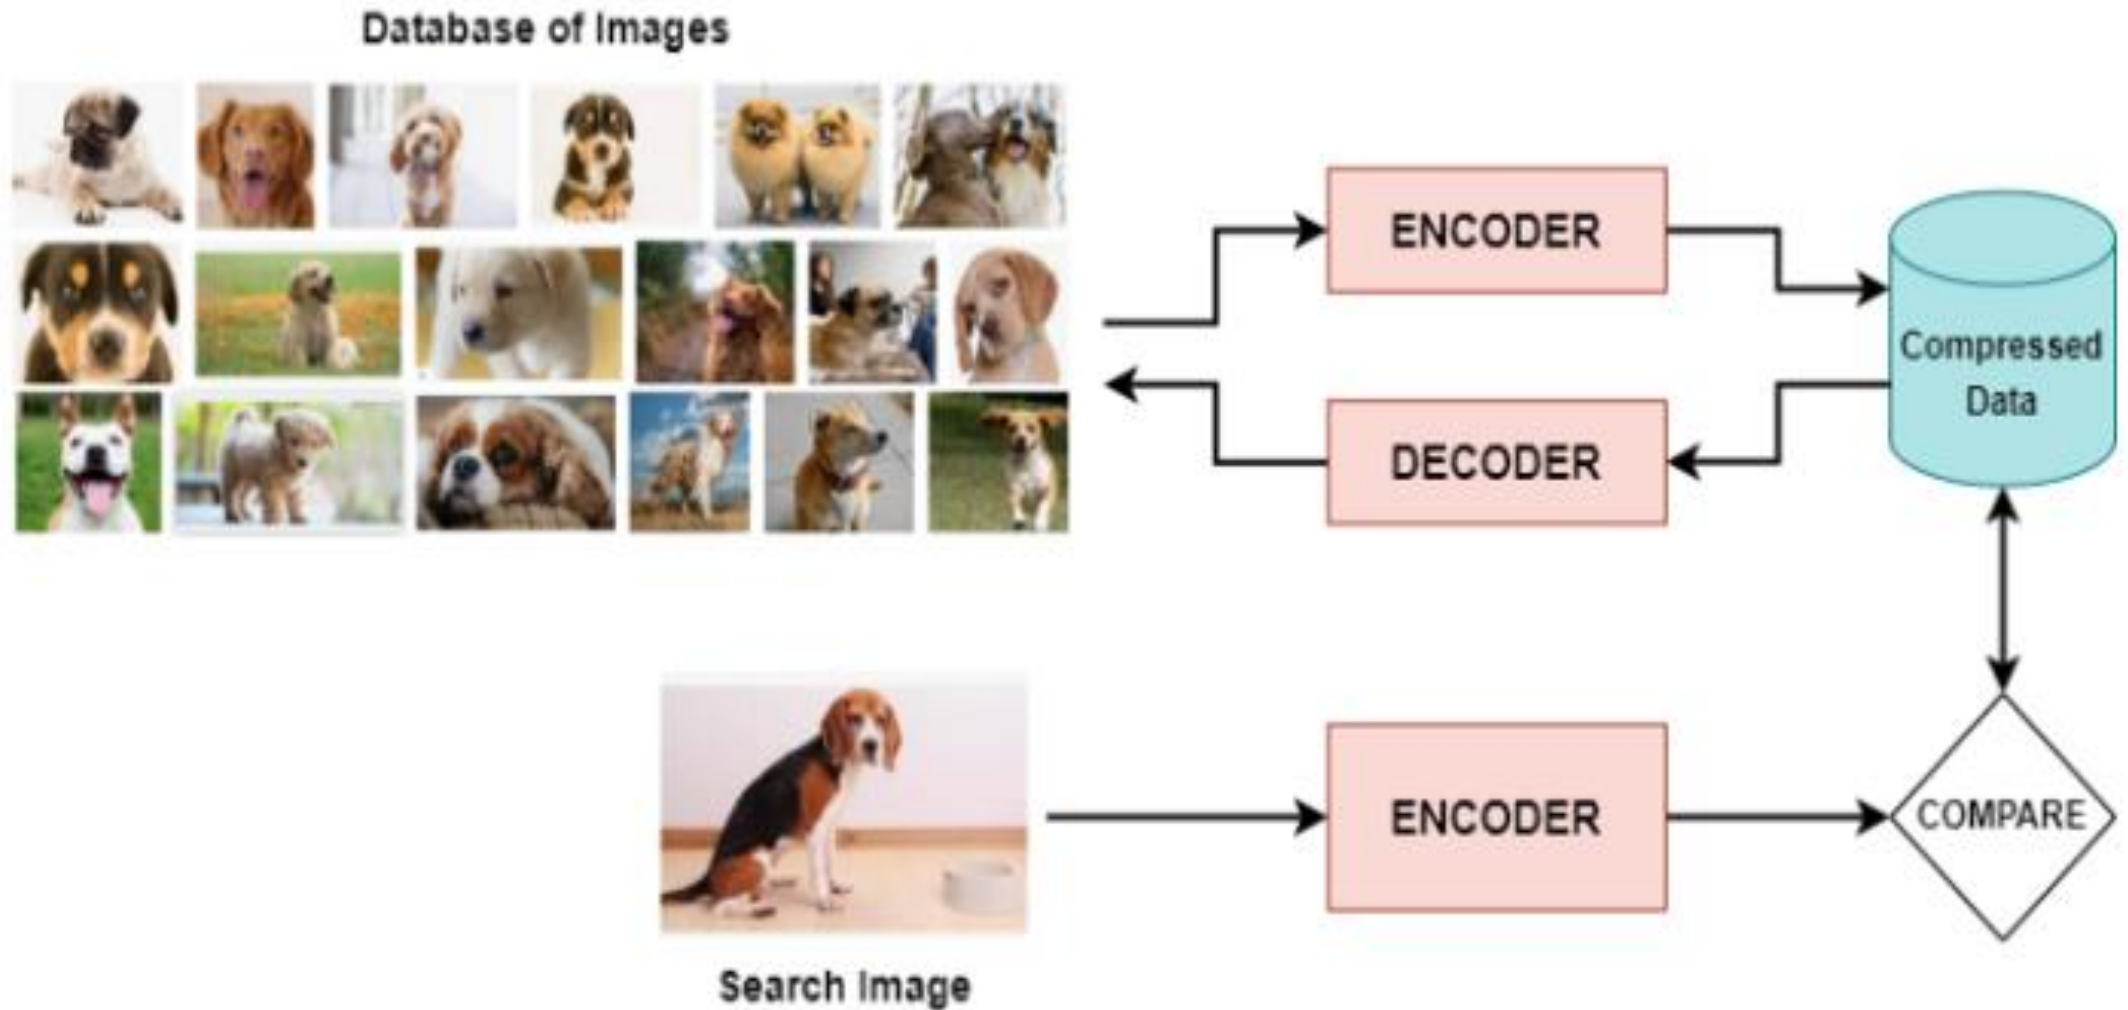 Database of Images
ENCODER
Compressed
Data
DECODER
ENCODER
COMPARE
Search Image